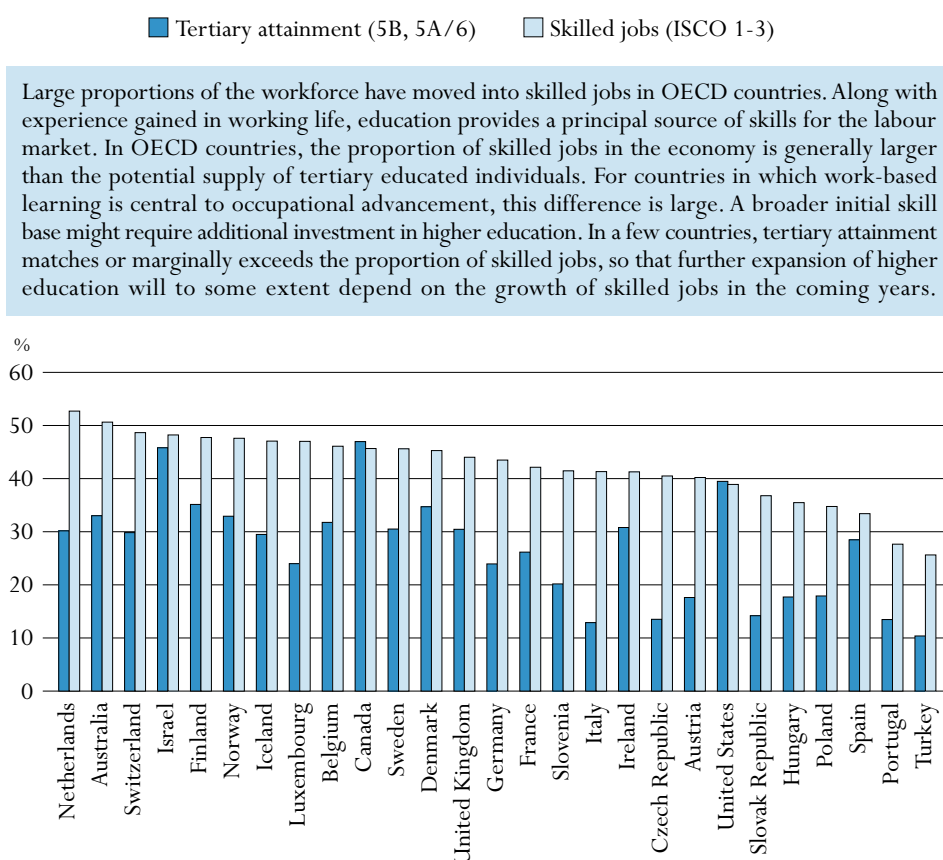 Tertiary attainment (5B, 5A/6) Skilled jobs (ISCO 1-3)
Large proportions of the workforce have moved into skilled jobs in OECD countries. Along with
experience gained in working life, education provides a principal source of skills for the labour
market. In OECD countries, the proportion of skilled jobs in the economy is generally larger
than the potential supply of tertiary educated individuals. For countries in which work-based
learning is central to occupational advancement, this difference is large. A broader initial skill
base might require additional investment in higher education. In a few countries, tertiary attainment
matches or marginally exceeds the proportion of skilled jobs, so that further expansion of higher
education will to some extent depend on the growth of skilled jobs in the coming years.
%
60
50
40
30
20
10
0
Netherlands
Australia
Switzerland
Israel
Finland
Norway
Iceland
Luxembourg
Belgium
Canada
Sweden
Denmark
United Kingdom
Germany
France
Slovenia
Italy
Ireland
Czech Republic
Austria
United States
Slovak Republic
Hungary
Poland
Spain
Portugal
Turkey